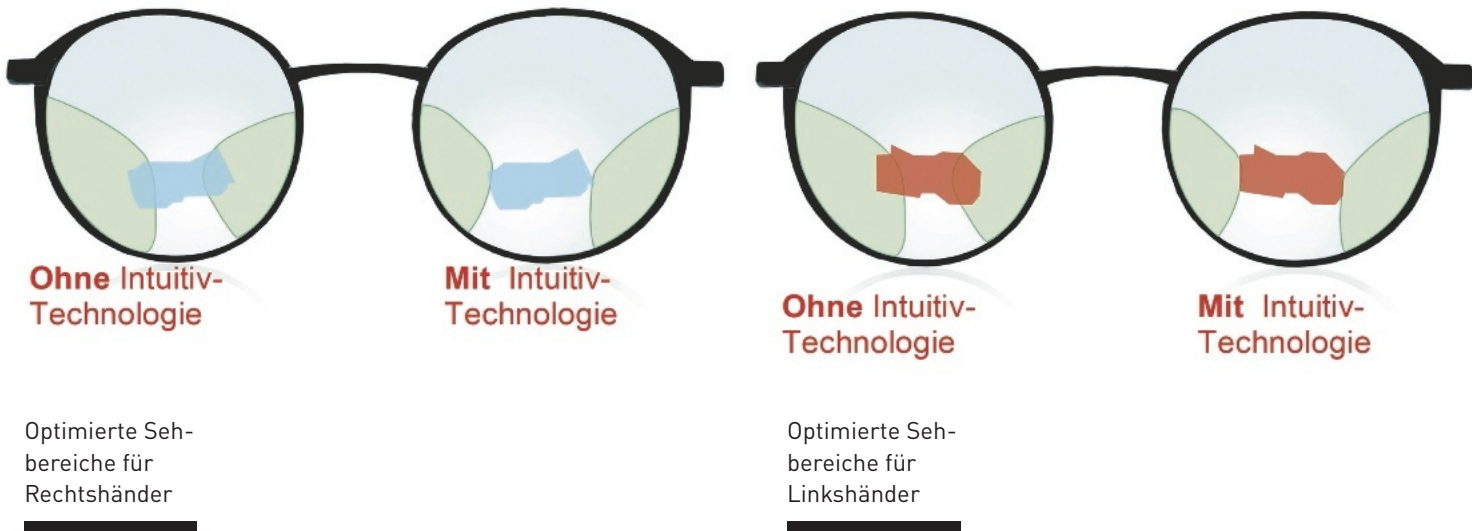 Ohne Intuitiv-
Technologie
Mit Intuitiv-
Technologie
Ohne Intuitiv-
Technologie
Mit Intuitiv-
Technologie
Optimierte Seh-
bereiche für
Rechtshänder
Optimierte Seh-
bereiche für
Linkshänder